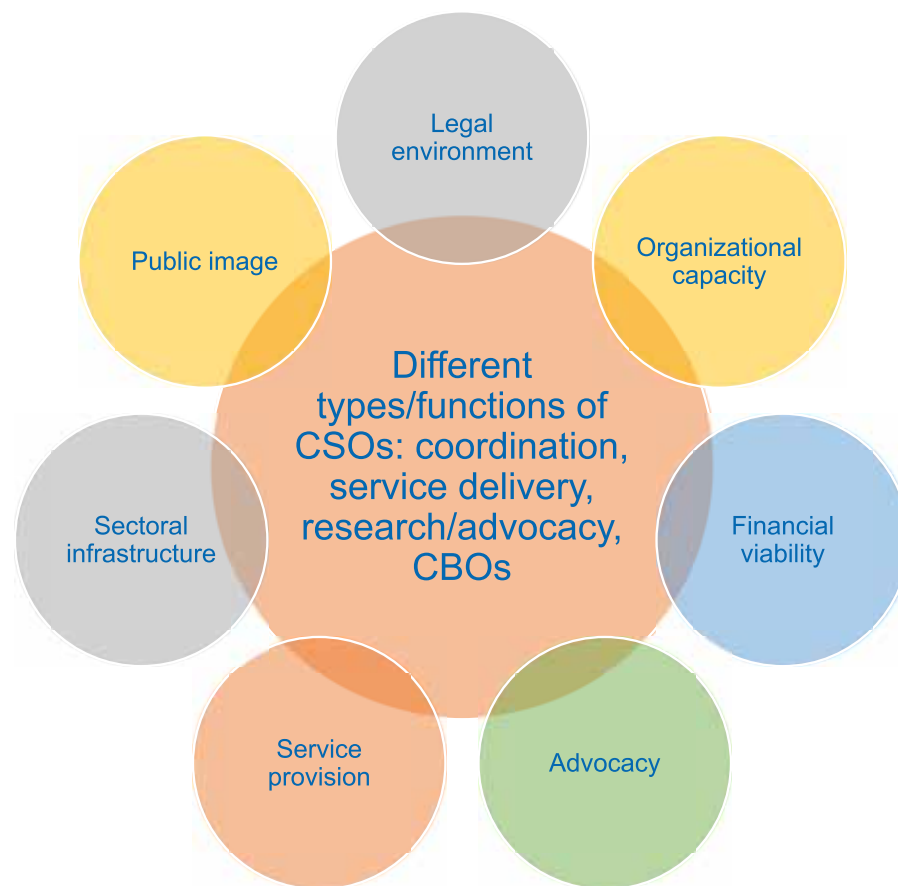 Legal
environment
Organizational
capacity
Financial
viability
Advocacy
Service
provision
Sectoral
infrastructure
Public image
Different
types/functions of
CSOs: coordination,
service delivery,
research/advocacy,
CBOs